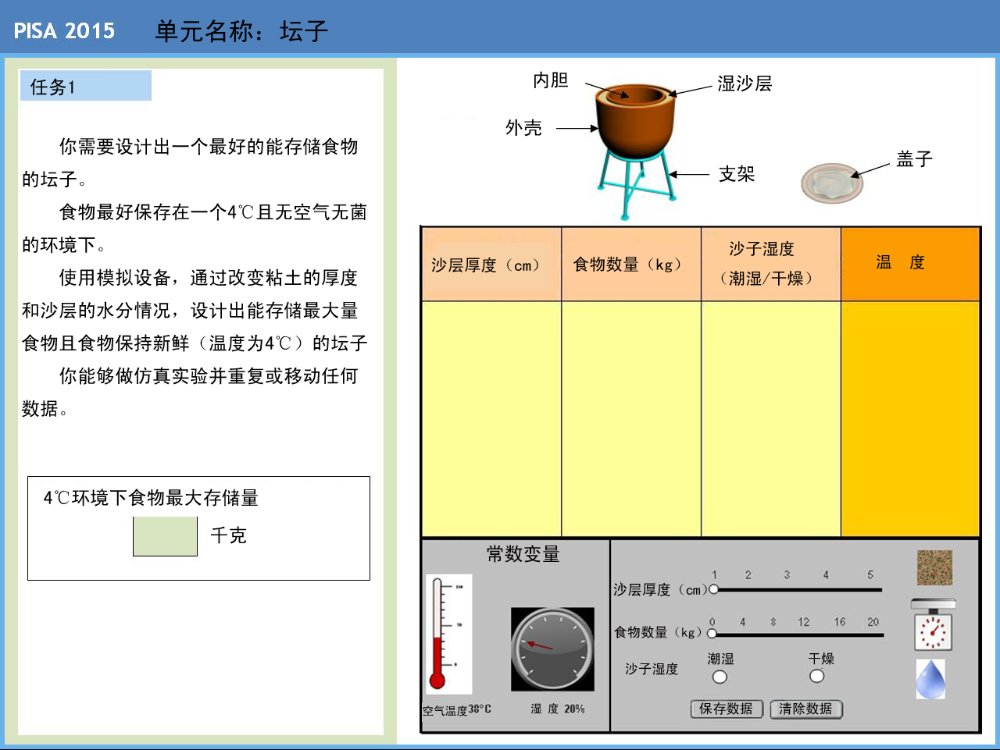 PISA 2015 单元名称：坛子
任务1
你需要设计出一个最好的能存储食物
的坛子。
食物最好保存在一个4℃且无空气无菌
的环境下。
使用模拟设备，通过改变粘土的厚度
和沙层的水分情况，设计出能存储最大量
食物且食物保持新鲜（温度为4℃）的坛子
你能够做仿真实验并重复或移动任何
数据。
4℃环境下食物最大存储量
千克
内胆
湿沙层
外壳
支架
盖子
沙层厚度（cm） 食物数量（kg） 沙子湿度 温 度
（潮湿/干燥）
常数变量
空气温度38°C
湿 度 20%
1 2 3 4 5
沙层厚度（cm）
0 4 8 12 16 20
食物数量（kg）
潮湿 干燥
沙子湿度
保存数据 清除数据